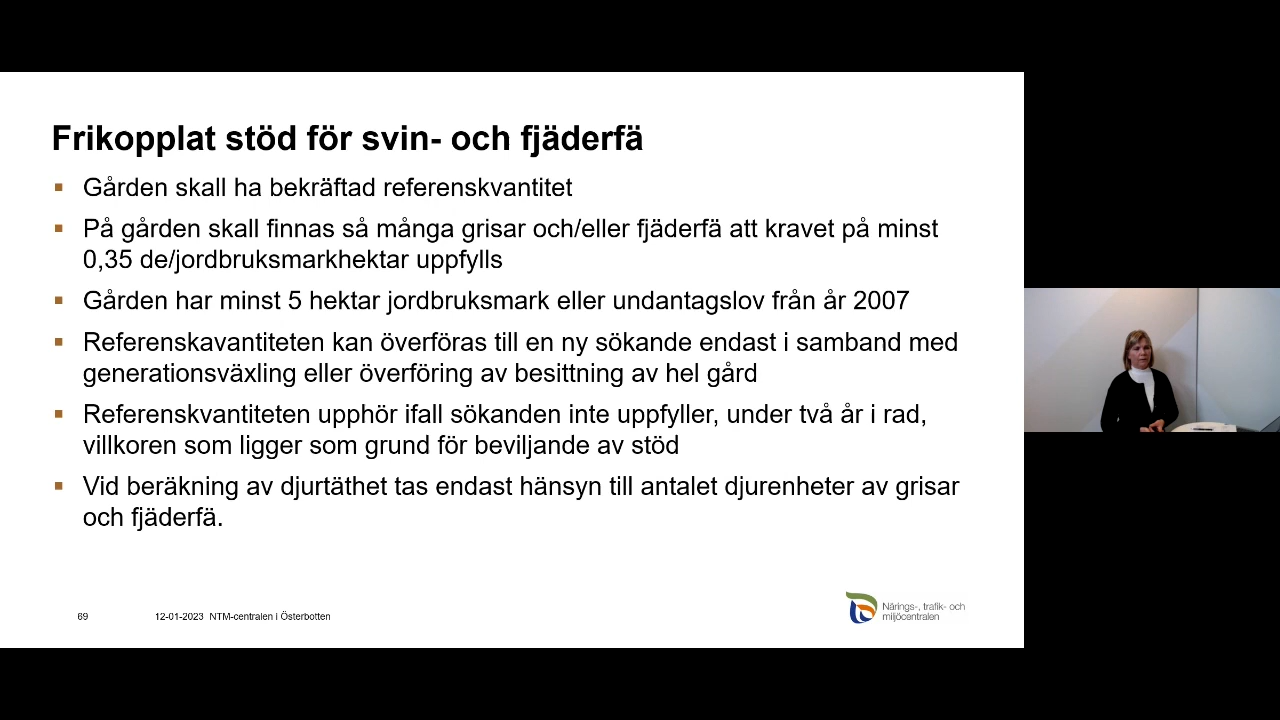 Frikopplat stöd för svin- och fjäderfä
▪ Gården skall ha bekräftad referenskvantitet
▪ På gården skall finnas så många grisar och/eller fjäderfä att kravet på minst
0,35 de/jordbruksmarkhektar uppfylls
▪ Gården har minst 5 hektar jordbruksmark eller undantagslov från år 2007
▪ Referenskavantiteten kan överföras till en ny sökande endast i samband med
generationsväxling eller överföring av besittning av hel gård
▪ Referenskvantiteten upphör ifall sökanden inte uppfyller, under två år i rad,
villkoren som ligger som grund för beviljande av stöd
▪ Vid beräkning av djurtäthet tas endast hänsyn till antalet djurenheter av grisar
och fjäderfä.
69 12-01-2023 NTM-centralen i Österbotten
Närings-, trafik- och
miljöcentralen